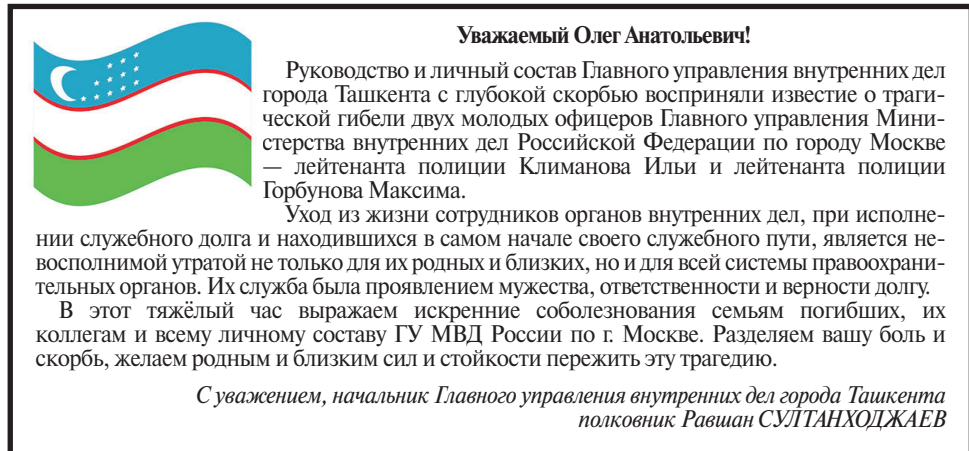 Уважаемый Олег Анатольевич!
Руководство и личный состав Главного управления внутренних дел
города Ташкента с глубокой скорбью восприняли известие о траги-
ческой гибели двух молодых офицеров Главного управления Мини-
стерства внутренних дел Российской Федерации по городу Москве
— лейтенанта полиции Климанова Ильи и лейтенанта полиции
Горбунова Максима.
Уход из жизни сотрудников органов внутренних дел, при исполне-
нии служебного долга и находившихся в самом начале своего служебного пути, является не-
восполнимой утратой не только для их родных и близких, но и для всей системы правоохрани-
тельных органов. Их служба была проявлением мужества, ответственности и верности долгу.
В этот тяжёлый час выражаем искренние соболезнования семьям погибших, их
коллегам и всему личному составу ГУ МВД России по г. Москве. Разделяем вашу боль и
скорбь, желаем родным и близким сил и стойкости пережить эту трагедию.
С уважением, начальник Главного управления внутренних дел города Ташкента
полковник Равшан СУЛТАНХОДЖАЕВ